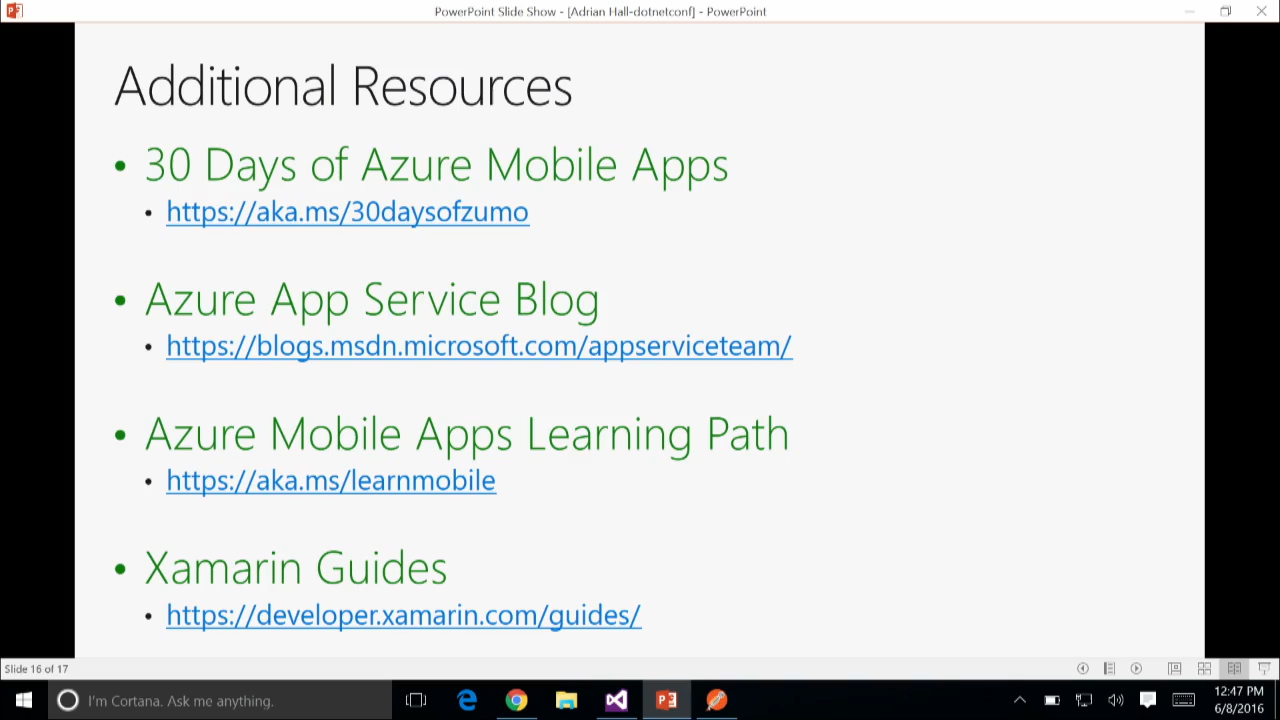 PowerPoint Slide Show - [Adrian Hall-dotnetconf] - PowerPoint
Additional Resources
• 30 Days of Azure Mobile Apps
• https://aka.ms/30daysofzumo
• Azure App Service Blog
• https://blogs.msdn.microsoft.com/appserviceteam/
• Azure Mobile Apps Learning Path
• https://aka.ms/learnmobile
• Xamarin Guides
• https://developer.xamarin.com/guides/
Slide 16 of 17
I'm Cortana. Ask me anything.
12:47 PM
6/8/2016